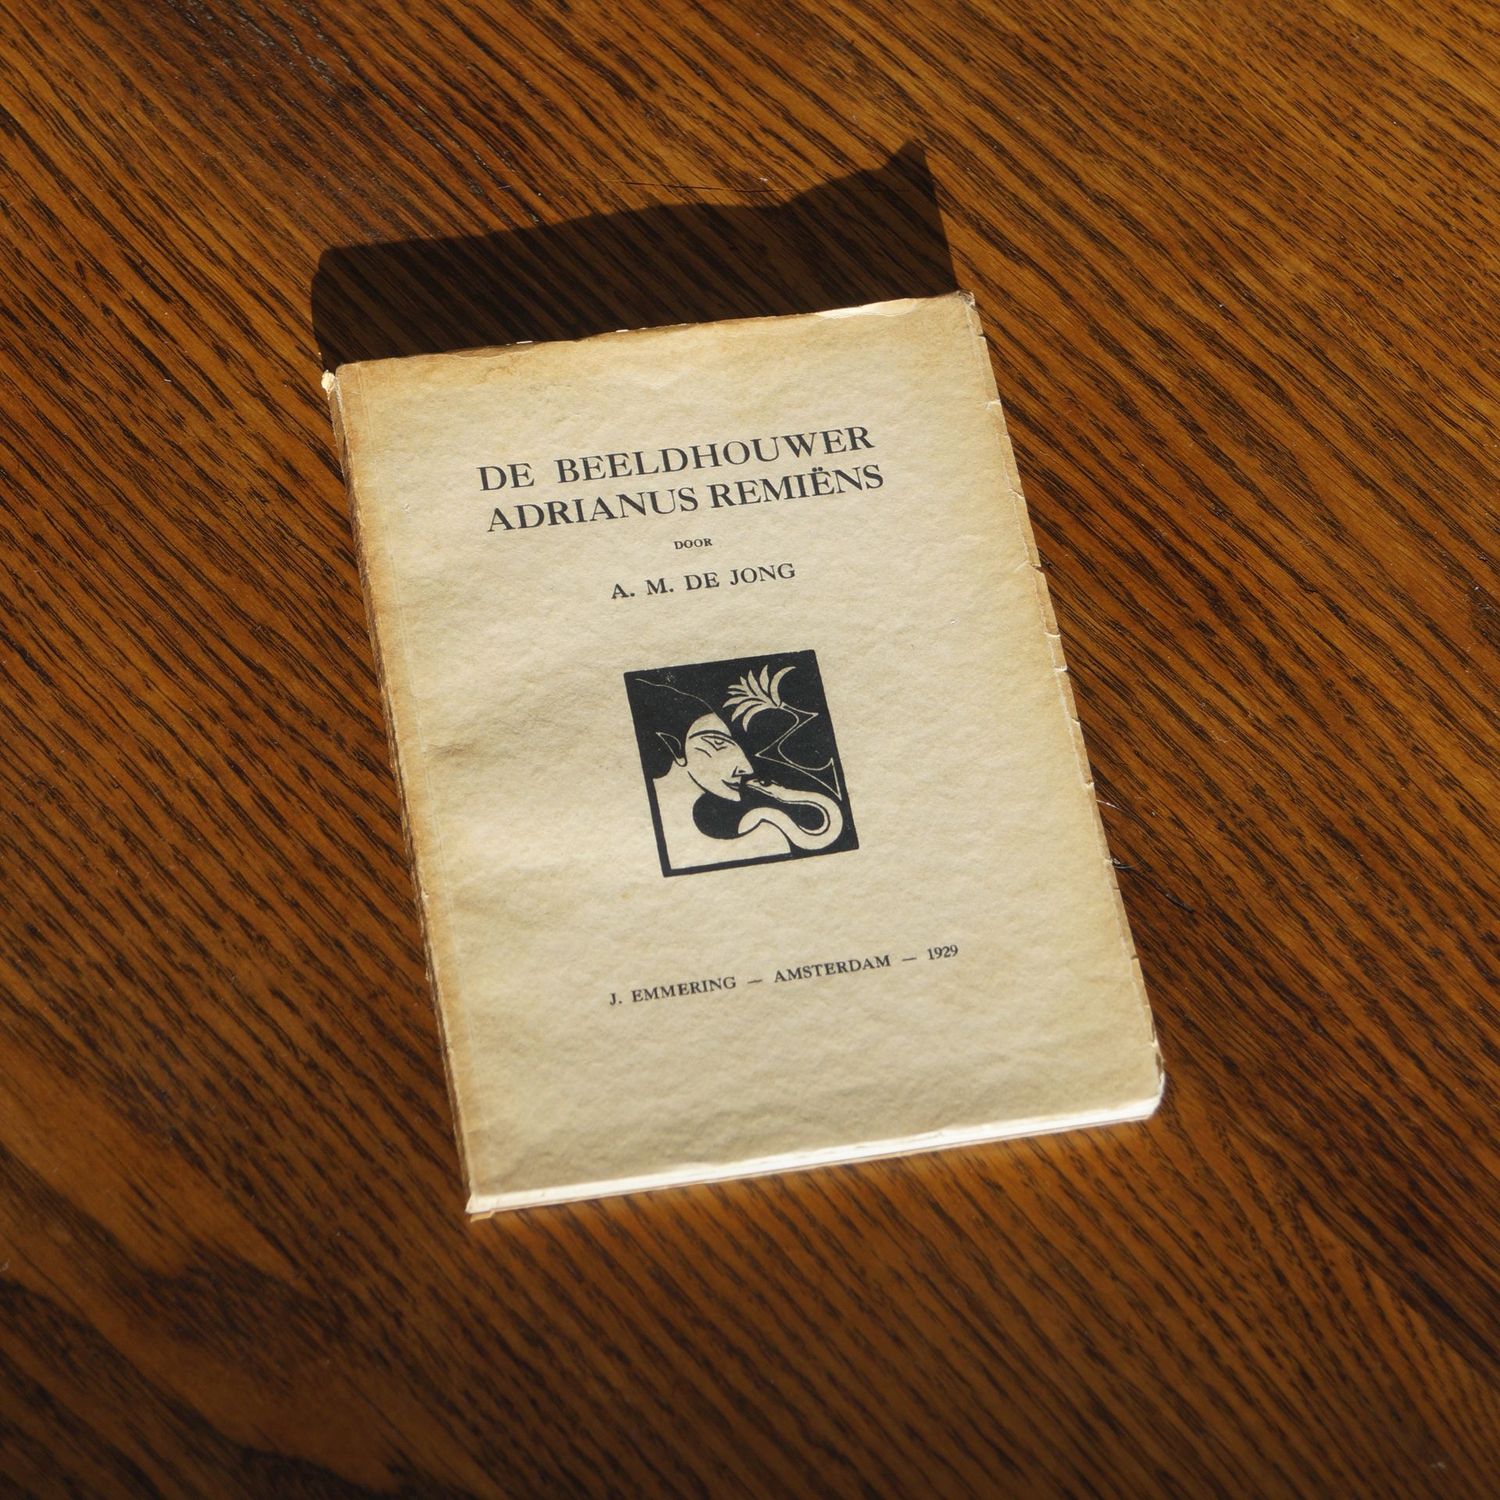 DE BEELDHOUWER
ADRIANUS REMIËNS
DOOR
A. M. DE JONG
J. EMMERING — AMSTERDAM — 1929